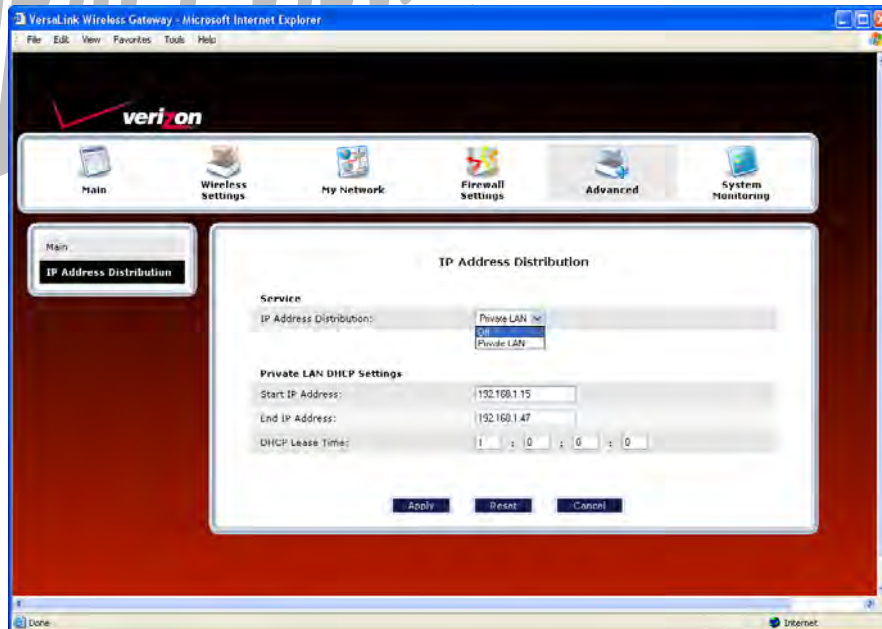 VersaLink Wireless Gateway - Microsoft Internet Explorer
File Edit View Favorites Tools Help
verizon
Main
Wireless Settings
My Network
Firewall Settings
Advanced
System Monitoring
Main
IP Address Distribution
IP Address Distribution
Service
IP Address Distribution: Private LAN
Off
Private LAN
Private LAN DHCP Settings
Start IP Address: 192.168.1.15
End IP Address: 192.168.1.47
DHCP Lease Time: 1 : 0 : 0 : 0
Apply Reset Cancel
Done Internet